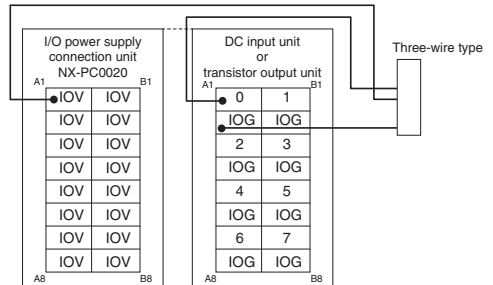 I/O power supply
connection unit
NX-PC0020
A1 B1
IOV IOV
IOV IOV
IOV IOV
IOV IOV
IOV IOV
IOV IOV
IOV IOV
IOV IOV
A8 B8
DC input unit
or
transistor output unit
A1 B1
0 1
IOG IOG
2 3
IOG IOG
4 5
IOG IOG
6 7
IOG IOG
A8 B8
Three-wire type